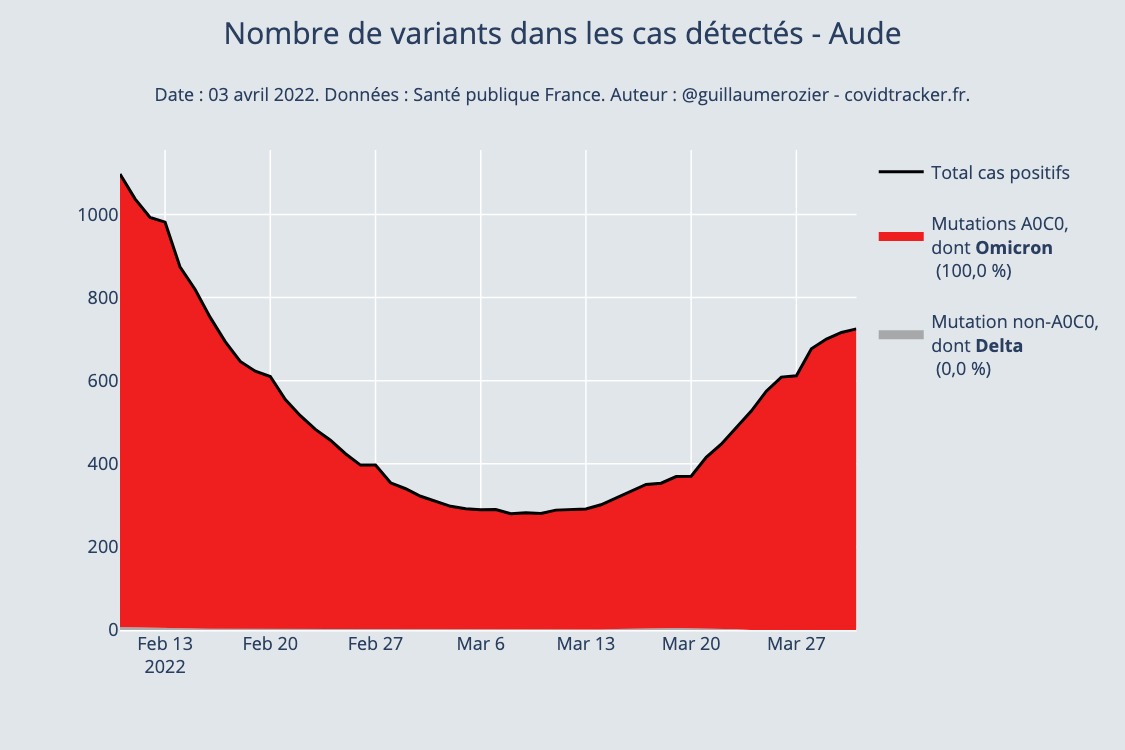 Nombre de variants dans les cas détectés - Aude
Date : 03 avril 2022. Données : Santé publique France. Auteur : @guillaumerozier - covidtracker.fr.
Total cas positifs
Mutations A0C0,
dont Omicron
(100,0 %)
Mutation non-A0C0,
dont Delta
(0,0 %)
1000
800
600
400
200
0
Feb 13
2022
Feb 20
Feb 27
Mar 6
Mar 13
Mar 20
Mar 27